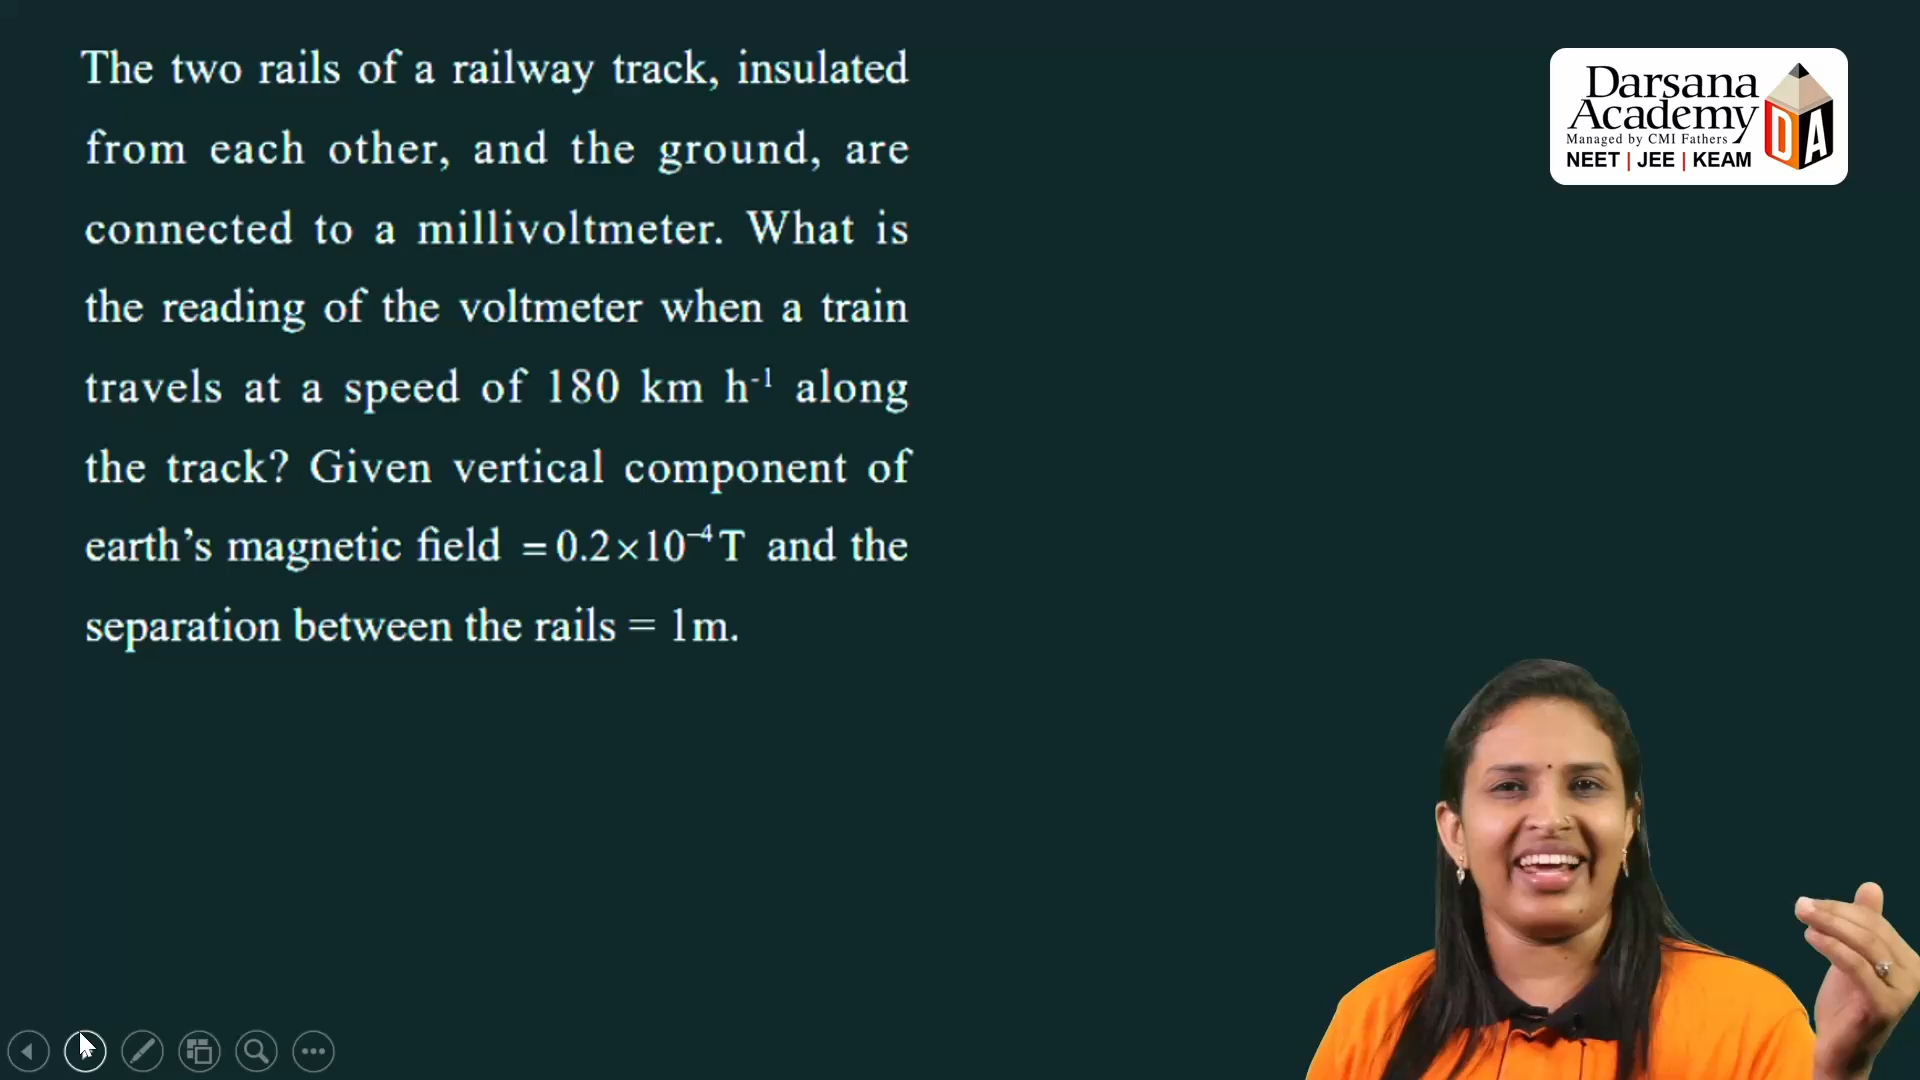 The two rails of a railway track, insulated
from each other, and the ground, are
connected to a millivoltmeter. What is
the reading of the voltmeter when a train
travels at a speed of 180 km h⁻¹ along
the track? Given vertical component of
earth’s magnetic field = 0.2×10⁻⁴ T and the
separation between the rails = 1m.
Darsana
Academy
Managed by CMI Fathers
NEET | JEE | KEAM
D A